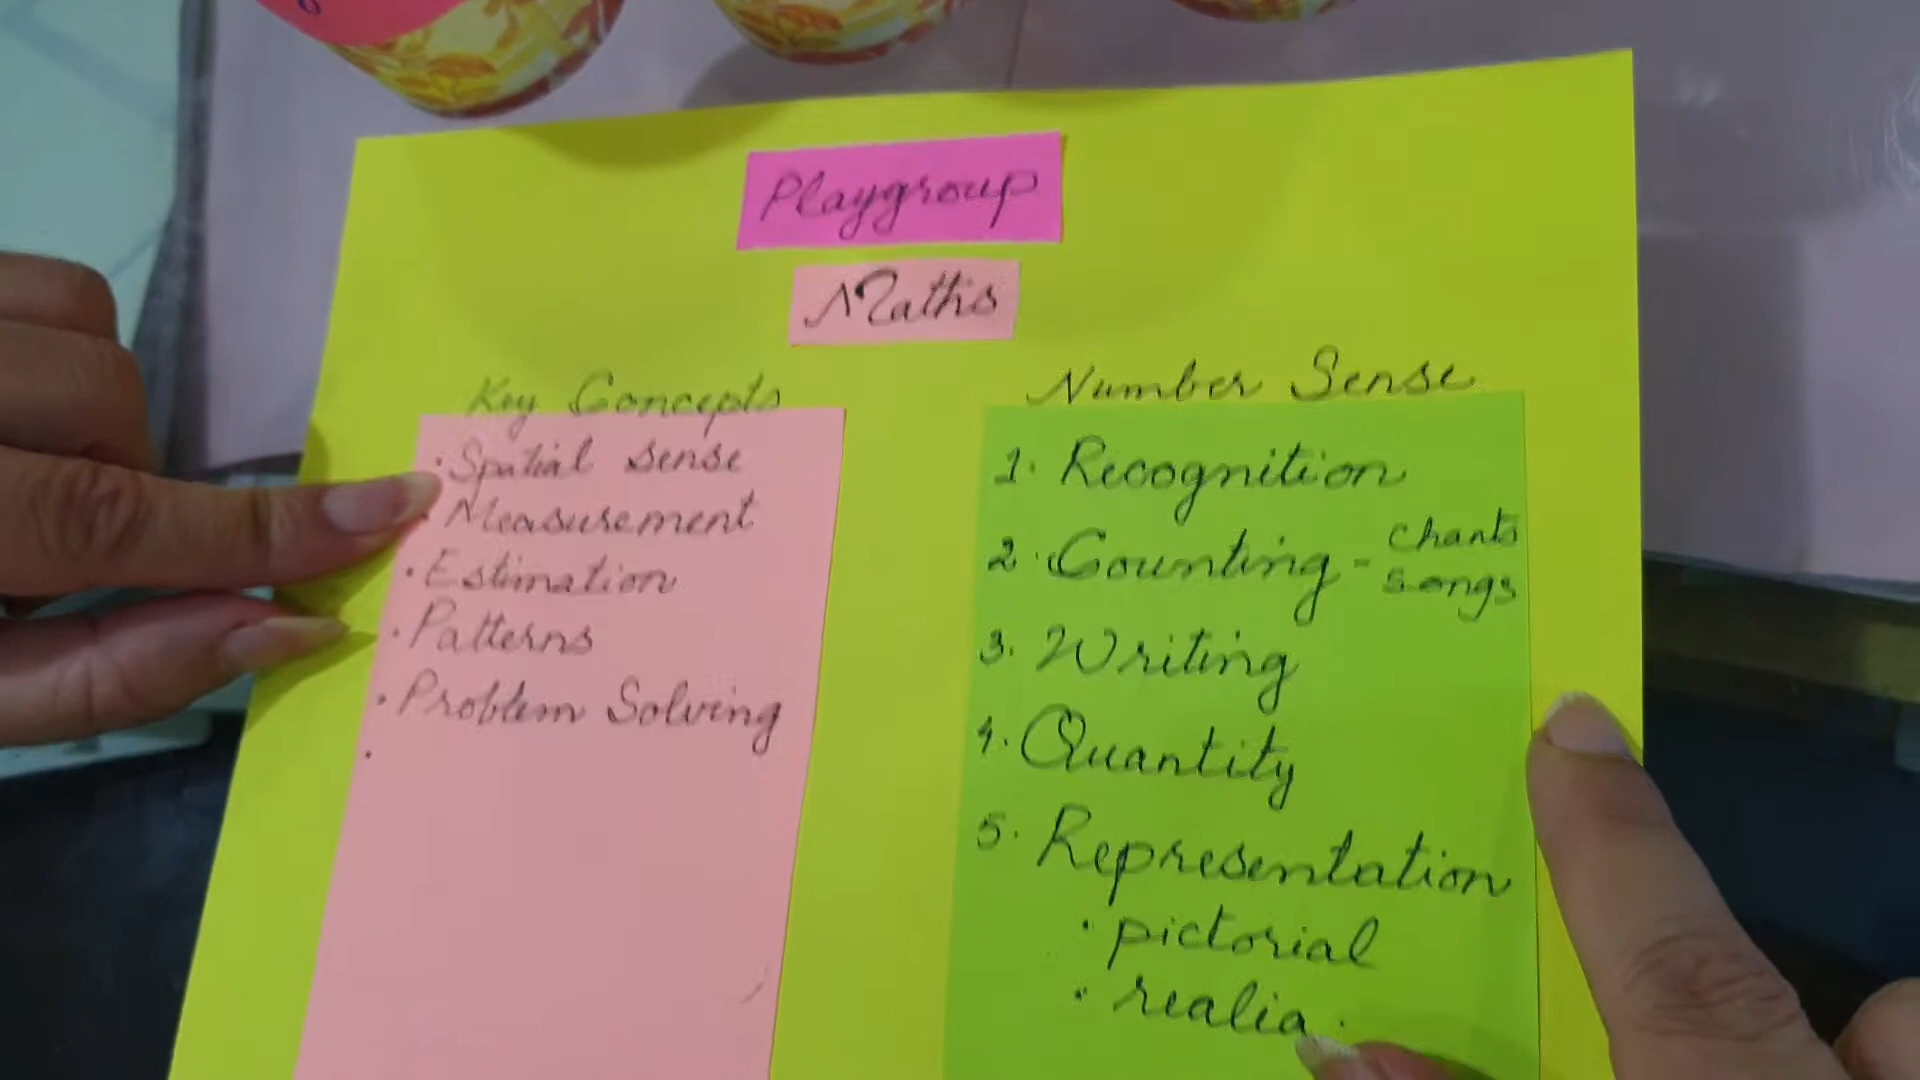 Playgroup
Maths
Key Concepts
· Spatial sense
· Measurement
· Estimation
· Patterns
· Problem Solving
·
Number Sense
1. Recognition
2. Counting - chants
songs
3. Writing
4. Quantity
5. Representation
· pictorial
· realia.